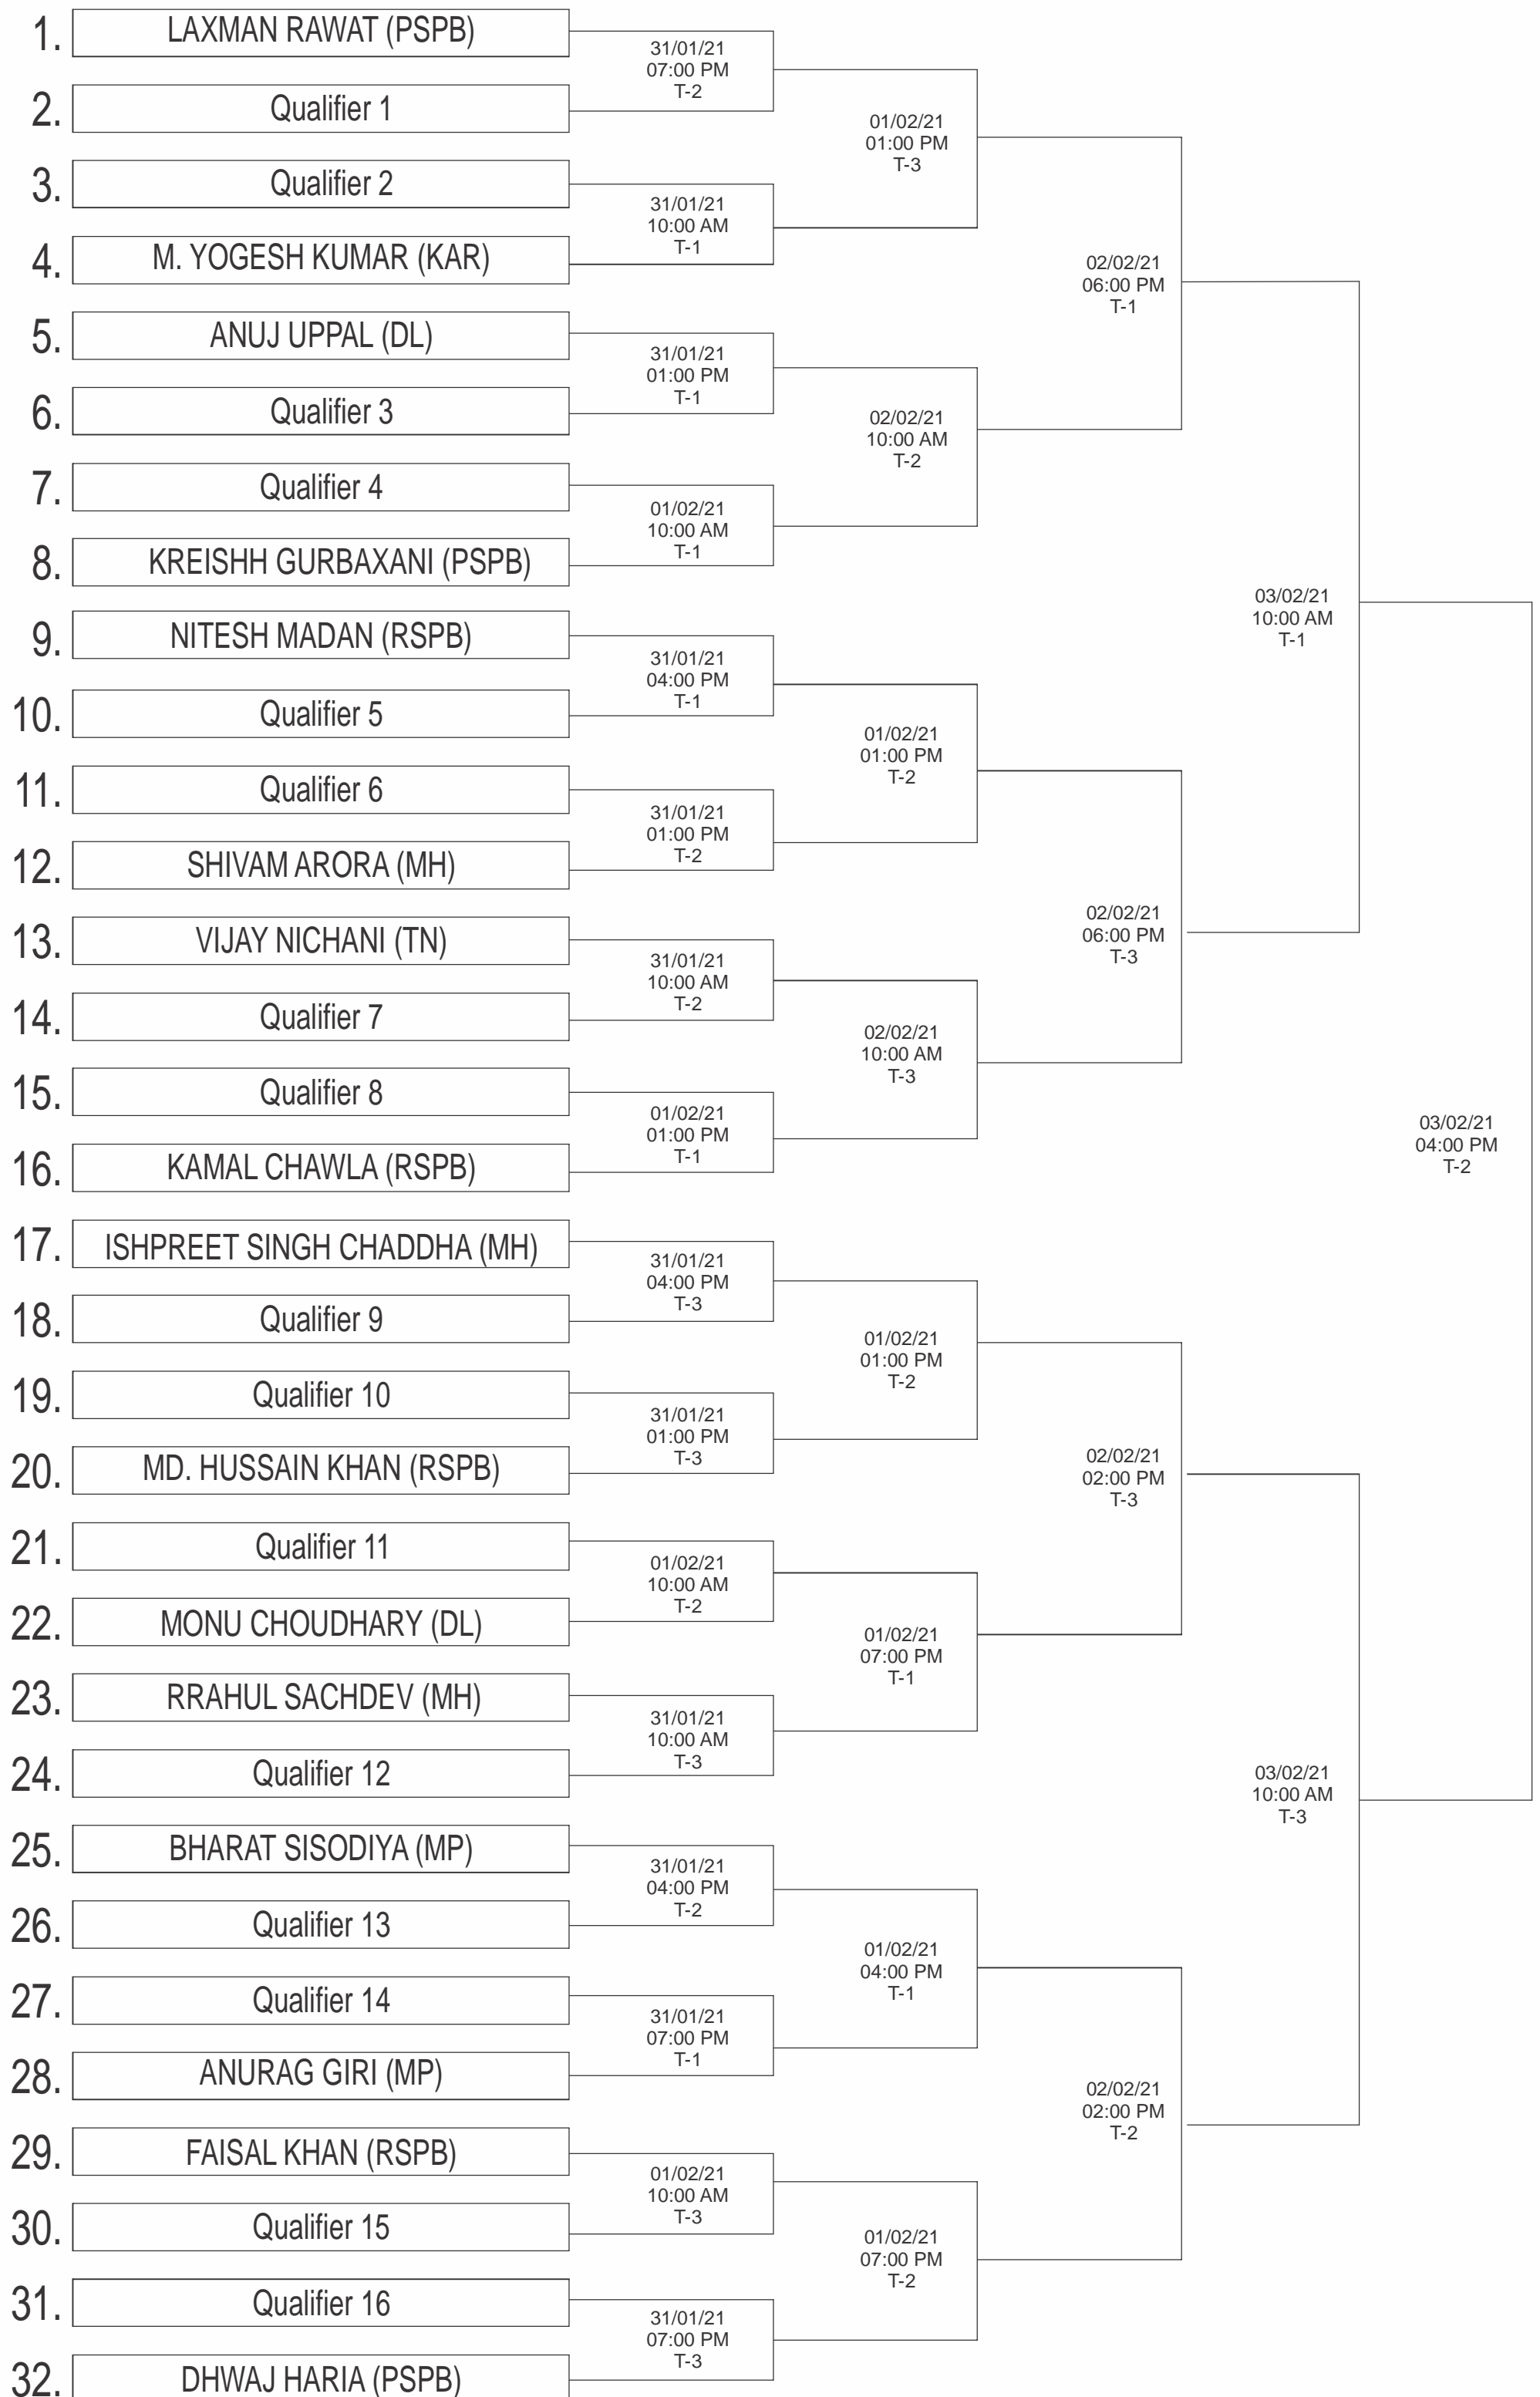 1. LAXMAN RAWAT (PSPB)
31/01/21
07:00 PM
T-2
2. Qualifier 1
01/02/21
01:00 PM
T-3
3. Qualifier 2
31/01/21
10:00 AM
T-1
4. M. YOGESH KUMAR (KAR)
02/02/21
06:00 PM
T-1
5. ANUJ UPPAL (DL)
31/01/21
01:00 PM
T-1
6. Qualifier 3
02/02/21
10:00 AM
T-2
7. Qualifier 4
01/02/21
10:00 AM
T-1
8. KREISHH GURBAXANI (PSPB)
03/02/21
10:00 AM
T-1
9. NITESH MADAN (RSPB)
31/01/21
04:00 PM
T-1
10. Qualifier 5
01/02/21
01:00 PM
T-2
11. Qualifier 6
31/01/21
01:00 PM
T-2
12. SHIVAM ARORA (MH)
02/02/21
06:00 PM
T-3
13. VIJAY NICHANI (TN)
31/01/21
10:00 AM
T-2
14. Qualifier 7
02/02/21
10:00 AM
T-3
15. Qualifier 8
01/02/21
01:00 PM
T-1
03/02/21
04:00 PM
T-2
16. KAMAL CHAWLA (RSPB)
17. ISHPREET SINGH CHADDHA (MH)
31/01/21
04:00 PM
T-3
18. Qualifier 9
01/02/21
01:00 PM
T-2
19. Qualifier 10
31/01/21
01:00 PM
T-3
20. MD. HUSSAIN KHAN (RSPB)
02/02/21
02:00 PM
T-3
21. Qualifier 11
01/02/21
10:00 AM
T-2
22. MONU CHOUDHARY (DL)
01/02/21
07:00 PM
T-1
23. RRAHUL SACHDEV (MH)
31/01/21
10:00 AM
T-3
24. Qualifier 12
03/02/21
10:00 AM
T-3
25. BHARAT SISODIYA (MP)
31/01/21
04:00 PM
T-2
26. Qualifier 13
01/02/21
04:00 PM
T-1
27. Qualifier 14
31/01/21
07:00 PM
T-1
28. ANURAG GIRI (MP)
02/02/21
02:00 PM
T-2
29. FAISAL KHAN (RSPB)
01/02/21
10:00 AM
T-3
30. Qualifier 15
01/02/21
07:00 PM
T-2
31. Qualifier 16
31/01/21
07:00 PM
T-3
32. DHWAJ HARIA (PSPB)